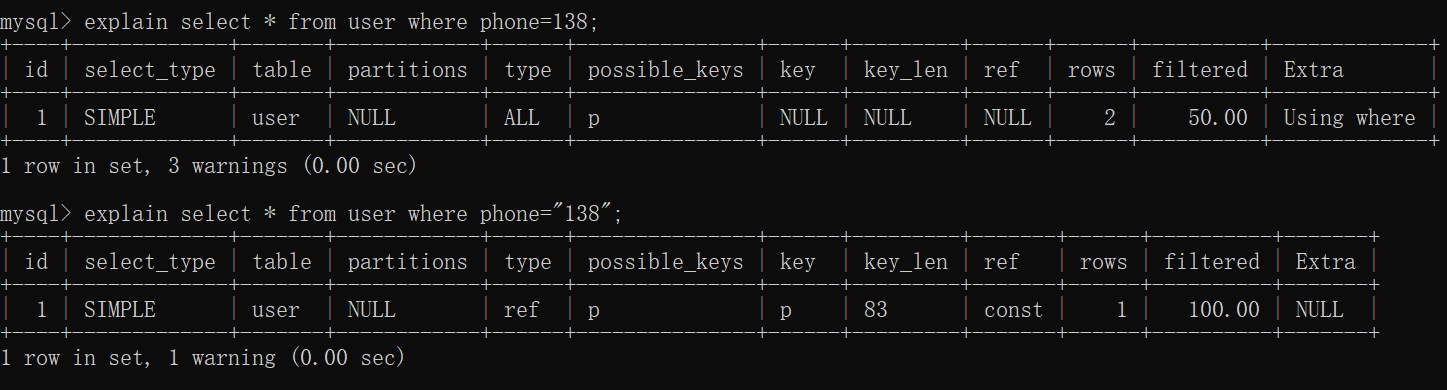 mysql> explain select * from user where phone=138;
+----+-------------+-------+------------+------+---------------+------+---------+------+------+----------+-------------+
| id | select_type | table | partitions | type | possible_keys | key | key_len | ref | rows | filtered | Extra |
+----+-------------+-------+------------+------+---------------+------+---------+------+------+----------+-------------+
| 1 | SIMPLE | user | NULL | ALL | p | NULL | NULL | NULL | 2 | 50.00 | Using where |
+----+-------------+-------+------------+------+---------------+------+---------+------+------+----------+-------------+
1 row in set, 3 warnings (0.00 sec)
mysql> explain select * from user where phone="138";
+----+-------------+-------+------------+------+---------------+------+---------+-------+------+----------+-------+
| id | select_type | table | partitions | type | possible_keys | key | key_len | ref | rows | filtered | Extra |
+----+-------------+-------+------------+------+---------------+------+---------+-------+------+----------+-------+
| 1 | SIMPLE | user | NULL | ref | p | p | 83 | const | 1 | 100.00 | NULL |
+----+-------------+-------+------------+------+---------------+------+---------+-------+------+----------+-------+
1 row in set, 1 warning (0.00 sec)